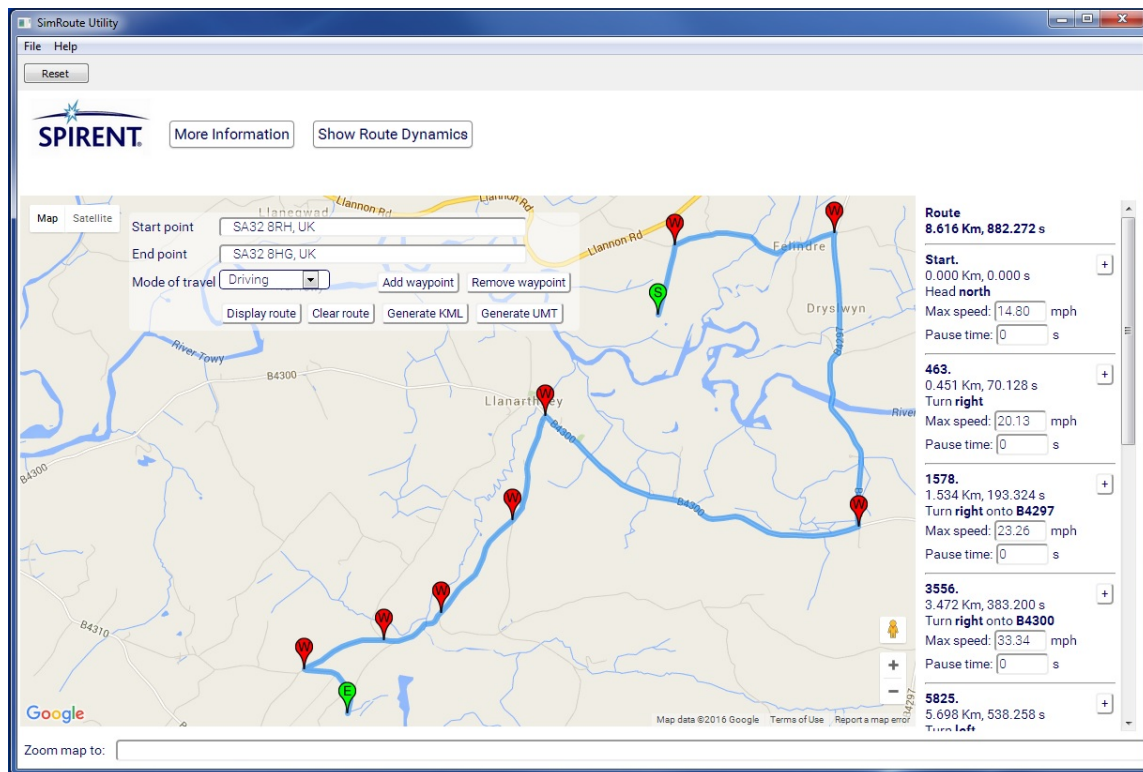 SimRoute Utility
File Help
Reset
SPIRENT®
More Information
Show Route Dynamics
Map Satellite
Start point SA32 8RH, UK
End point SA32 8HG, UK
Mode of travel Driving
Add waypoint Remove waypoint
Display route Clear route Generate KML Generate UMT
Llanegwad
Llannon Rd
Llannon Rd
Llannon Rd
W
W
Felindre
S
Dryslwyn
B4297
River Towy
B4300
W
Llanarthney
River
B4300
B4300
W
W
B4300
W
W
W
B4310
E
B4297
Google
Map data ©2016 Google Terms of Use Report a map error
Route
8.616 Km, 882.272 s
Start.
+
0.000 Km, 0.000 s
Head north
Max speed: 14.80 mph
Pause time: 0 s
463.
+
0.451 Km, 70.128 s
Turn right
Max speed: 20.13 mph
Pause time: 0 s
1578.
+
1.534 Km, 193.324 s
Turn right onto B4297
Max speed: 23.26 mph
Pause time: 0 s
3556.
+
3.472 Km, 383.200 s
Turn right onto B4300
Max speed: 33.34 mph
Pause time: 0 s
5825.
+
5.698 Km, 538.258 s
Turn left
Zoom map to: